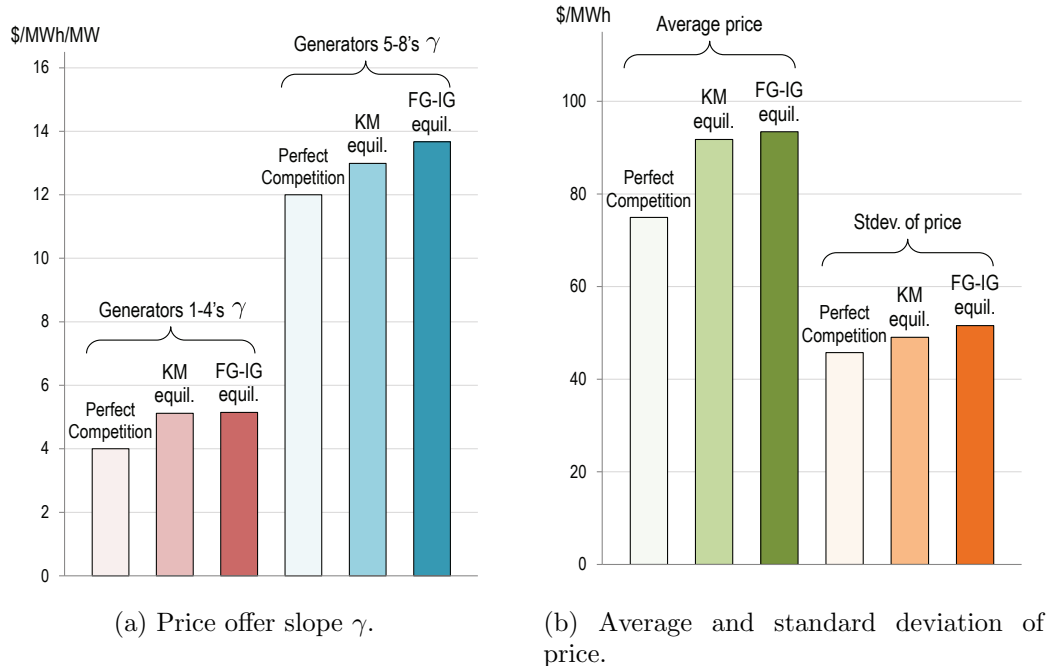 $/MWh/MW
Generators 5-8's γ
16
14
12
10
8
6
4
2
0
FG-IG
equil.
KM
equil.
Perfect
Competition
Generators 1-4's γ
KM
equil.
FG-IG
equil.
Perfect
Competition
(a) Price offer slope γ.
$/MWh
Average price
100
80
60
40
20
0
KM
equil.
FG-IG
equil.
Perfect
Competition
Stdev. of price
FG-IG
equil.
KM
equil.
Perfect
Competition
(b) Average and standard deviation of
price.